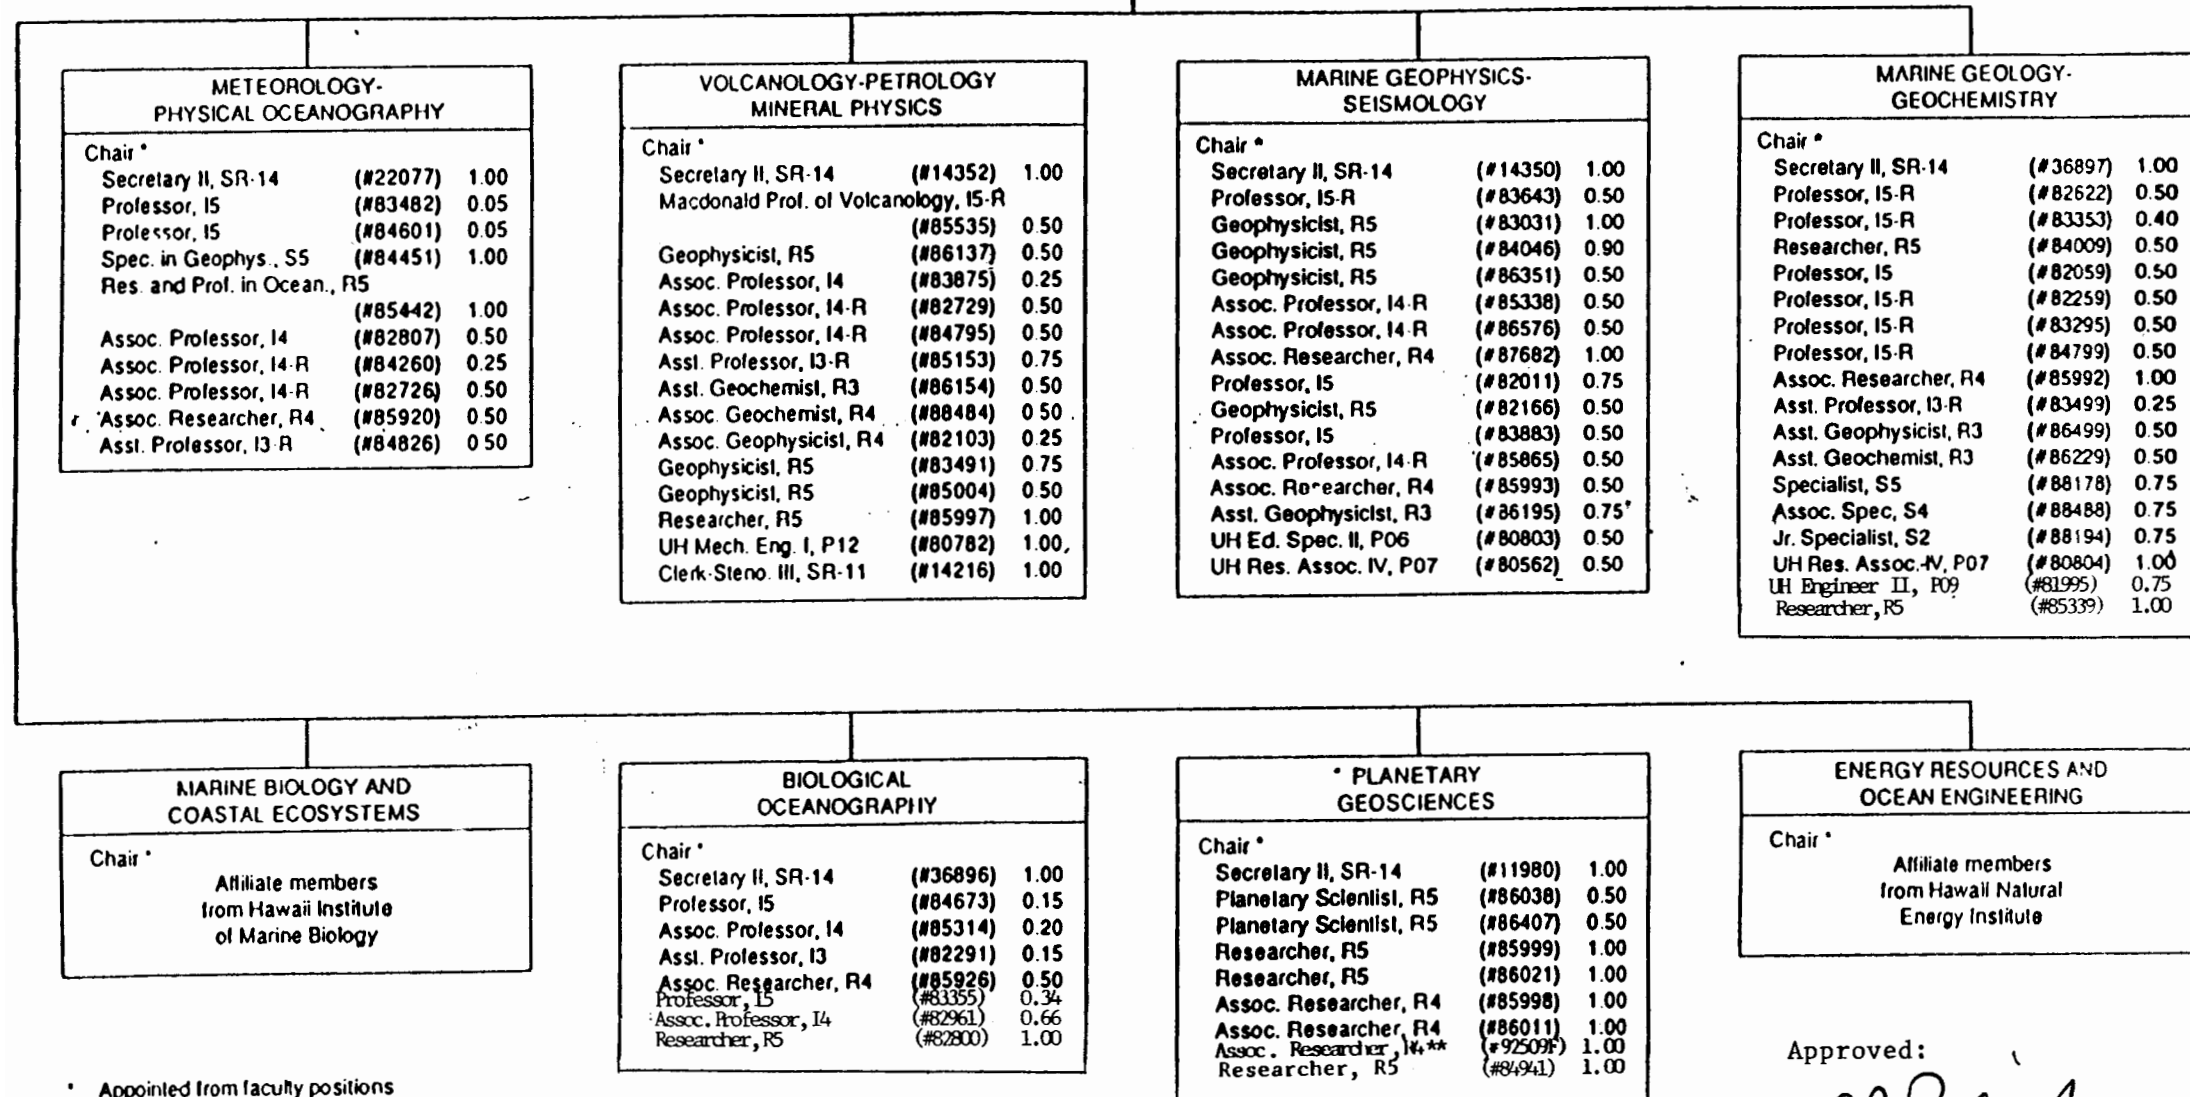 METEOROLOGY-
PHYSICAL OCEANOGRAPHY
Chair *
Secretary II, SR-14 (#22077) 1.00
Professor, I5 (#83482) 0.05
Professor, I5 (#84601) 0.05
Spec. in Geophys., S5 (#84451) 1.00
Res. and Prof. in Ocean., R5
(#85442) 1.00
Assoc. Professor, I4 (#82807) 0.50
Assoc. Professor, I4-R (#84260) 0.25
Assoc. Professor, I4-R (#82726) 0.50
Assoc. Researcher, R4 (#85920) 0.50
Asst. Professor, I3-R (#84826) 0.50
VOLCANOLOGY-PETROLOGY
MINERAL PHYSICS
Chair *
Secretary II, SR-14 (#14352) 1.00
Macdonald Prof. of Volcanology, I5-R
(#85535) 0.50
Geophysicist, R5 (#86137) 0.50
Assoc. Professor, I4 (#83875) 0.25
Assoc. Professor, I4-R (#82729) 0.50
Assoc. Professor, I4-R (#84795) 0.50
Asst. Professor, I3-R (#85153) 0.75
Asst. Geochemist, R3 (#86154) 0.50
Assoc. Geochemist, R4 (#88484) 0.50
Assoc. Geophysicist, R4 (#82103) 0.25
Geophysicist, R5 (#83491) 0.75
Geophysicist, R5 (#85004) 0.50
Researcher, R5 (#85997) 1.00
UH Mech. Eng. I, P12 (#80782) 1.00
Clerk-Steno. III, SR-11 (#14216) 1.00
MARINE GEOPHYSICS-
SEISMOLOGY
Chair *
Secretary II, SR-14 (#14350) 1.00
Professor, I5-R (#83643) 0.50
Geophysicist, R5 (#83031) 1.00
Geophysicist, R5 (#84046) 0.90
Geophysicist, R5 (#86351) 0.50
Assoc. Professor, I4-R (#85338) 0.50
Assoc. Professor, I4-R (#86576) 0.50
Assoc. Researcher, R4 (#87682) 1.00
Professor, I5 (#82011) 0.75
Geophysicist, R5 (#82166) 0.50
Professor, I5 (#83883) 0.50
Assoc. Professor, I4-R (#85865) 0.50
Assoc. Researcher, R4 (#85993) 0.50
Asst. Geophysicist, R3 (#86195) 0.75
UH Ed. Spec. II, P06 (#80803) 0.50
UH Res. Assoc. IV, P07 (#80562) 0.50
MARINE GEOLOGY-
GEOCHEMISTRY
Chair *
Secretary II, SR-14 (#36897) 1.00
Professor, I5-R (#82622) 0.50
Professor, I5-R (#83353) 0.40
Researcher, R5 (#84009) 0.50
Professor, I5 (#82059) 0.50
Professor, I5-R (#82259) 0.50
Professor, I5-R (#83295) 0.50
Professor, I5-R (#84799) 0.50
Assoc. Researcher, R4 (#85992) 1.00
Asst. Professor, I3-R (#83499) 0.25
Asst. Geophysicist, R3 (#86499) 0.50
Asst. Geochemist, R3 (#86229) 0.50
Specialist, S5 (#88178) 0.75
Assoc. Spec, S4 (#88488) 0.75
Jr. Specialist, S2 (#88194) 0.75
UH Res. Assoc. IV, P07 (#80804) 1.00
UH Engineer II, P09 (#81995) 0.75
Researcher, R5 (#85339) 1.00
MARINE BIOLOGY AND
COASTAL ECOSYSTEMS
Chair *
Affiliate members
from Hawaii Institute
of Marine Biology
BIOLOGICAL
OCEANOGRAPHY
Chair *
Secretary II, SR-14 (#36896) 1.00
Professor, I5 (#84673) 0.15
Assoc. Professor, I4 (#85314) 0.20
Asst. Professor, I3 (#82291) 0.15
Assoc. Researcher, R4 (#85926) 0.50
Professor, I5 (#83355) 0.34
Assoc. Professor, I4 (#82961) 0.66
Researcher, R5 (#82800) 1.00
* PLANETARY
GEOSCIENCES
Chair *
Secretary II, SR-14 (#11980) 1.00
Planetary Scientist, R5 (#86038) 0.50
Planetary Scientist, R5 (#86407) 0.50
Researcher, R5 (#85999) 1.00
Researcher, R5 (#86021) 1.00
Assoc. Researcher, R4 (#85998) 1.00
Assoc. Researcher, R4 (#86011) 1.00
Assoc. Researcher, (#92509F) 1.00
Researcher, R5 (#84941) 1.00
ENERGY RESOURCES AND
OCEAN ENGINEERING
Chair *
Affiliate members
from Hawaii Natural
Energy Institute
Approved:
* Appointed from faculty positions